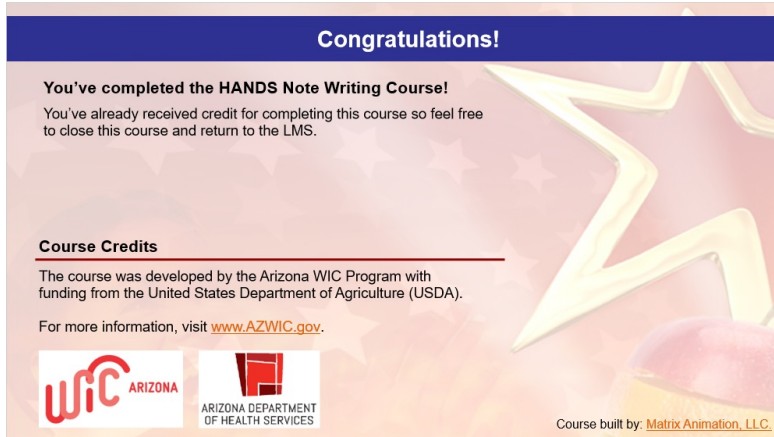 Congratulations!
You've completed the HANDS Note Writing Course!
You've already received credit for completing this course so feel free
to close this course and return to the LMS.
Course Credits
The course was developed by the Arizona WIC Program with
funding from the United States Department of Agriculture (USDA).
For more information, visit www.AZWIC.gov.
WiC ARIZONA
ARIZONA DEPARTMENT
OF HEALTH SERVICES
Course built by: Matrix Animation, LLC.